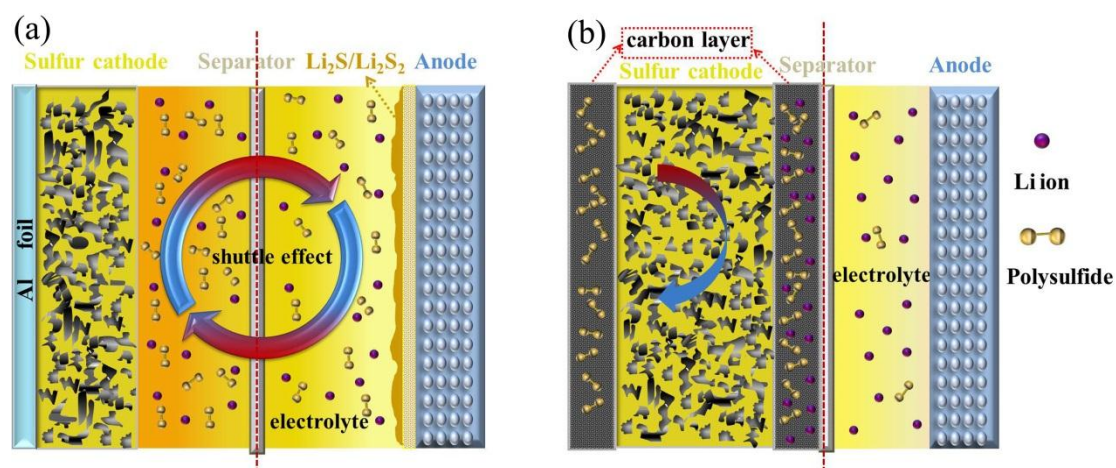 (a)
Sulfur cathode Separator Li₂S/Li₂S₂ Anode
Al foil
shuttle effect
electrolyte
(b)
carbon layer
Sulfur cathode Separator Anode
electrolyte
Li ion
Polysulfide